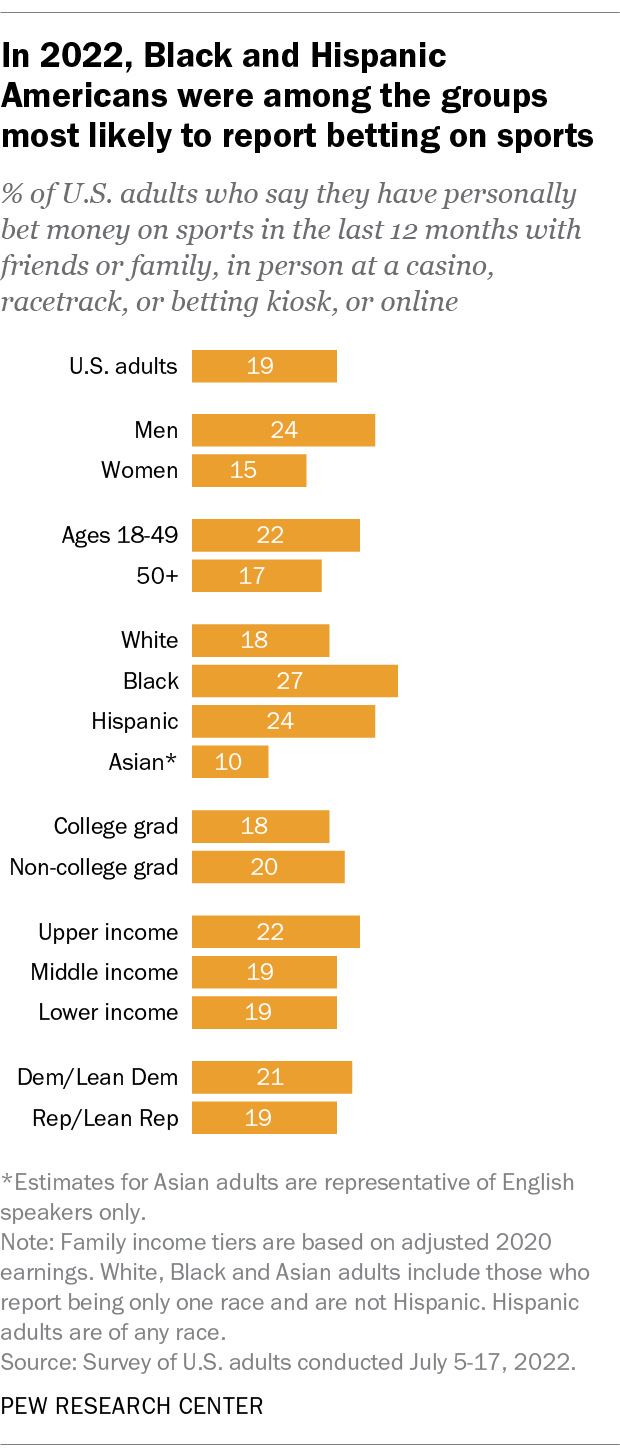 In 2022, Black and Hispanic
Americans were among the groups
most likely to report betting on sports
% of U.S. adults who say they have personally
bet money on sports in the last 12 months with
friends or family, in person at a casino,
racetrack, or betting kiosk, or online
U.S. adults 19
Men 24
Women 15
Ages 18-49 22
50+ 17
White 18
Black 27
Hispanic 24
Asian* 10
College grad 18
Non-college grad 20
Upper income 22
Middle income 19
Lower income 19
Dem/Lean Dem 21
Rep/Lean Rep 19
*Estimates for Asian adults are representative of English
speakers only.
Note: Family income tiers are based on adjusted 2020
earnings. White, Black and Asian adults include those who
report being only one race and are not Hispanic. Hispanic
adults are of any race.
Source: Survey of U.S. adults conducted July 5-17, 2022.
PEW RESEARCH CENTER